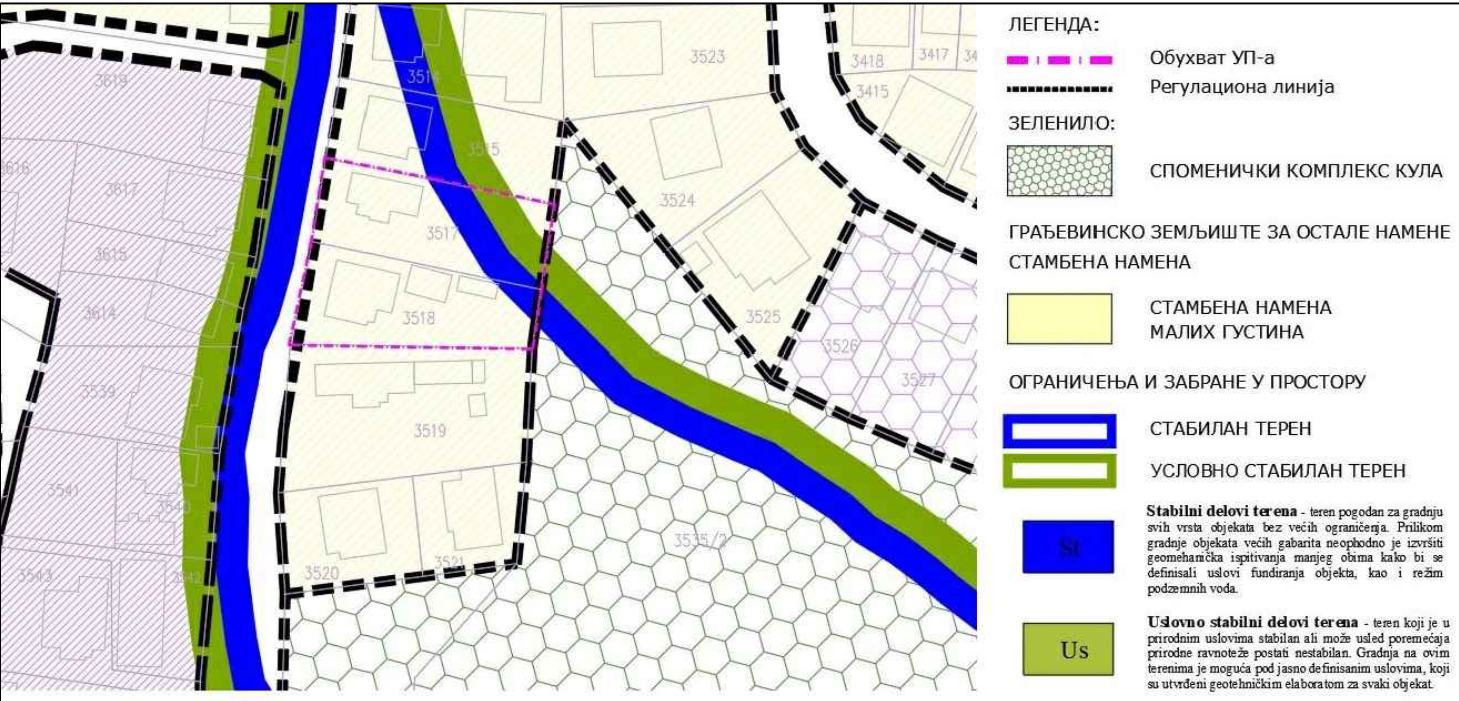 ЛЕГЕНДА:
Обухват УП-а
Регулациона линија
ЗЕЛЕНИЛО:
СПОМЕНИЧКИ КОМПЛЕКС КУЛА
ГРАЂЕВИНСКО ЗЕМЉИШТЕ ЗА ОСТАЛЕ НАМЕНЕ
СТАМБЕНА НАМЕНА
СТАМБЕНА НАМЕНА
МАЛИХ ГУСТИНА
ОГРАНИЧЕЊА И ЗАБРАНЕ У ПРОСТОРУ
СТАБИЛАН ТЕРЕН
УСЛОВНО СТАБИЛАН ТЕРЕН
St
Stabilni delovi terena - teren pogodan za gradnju
svih vrsta objekata bez većih ograničenja. Prilikom
gradnje objekata većih gabarita neophodno je izvršiti
geomehanička ispitivanja manjeg obima kako bi se
definisali uslovi fundiranja objekta, kao i režim
podzemnih voda.
Us
Uslovno stabilni delovi terena - teren koji je u
prirodnim uslovima stabilan ali može usled poremećaja
prirodne ravnoteže postati nestabilan. Gradnja na ovim
terenima je moguća pod jasno definisanim uslovima, koji
su utvrđeni geotehničkim elaboratom za svaki objekat.
3619
3514
3523
3418
3417
3415
3616
3617
3515
3524
3517
3615
3614
3518
3525
3526
3527
3539
3519
3541
3540
3535/2
3543
3542
3520
3521